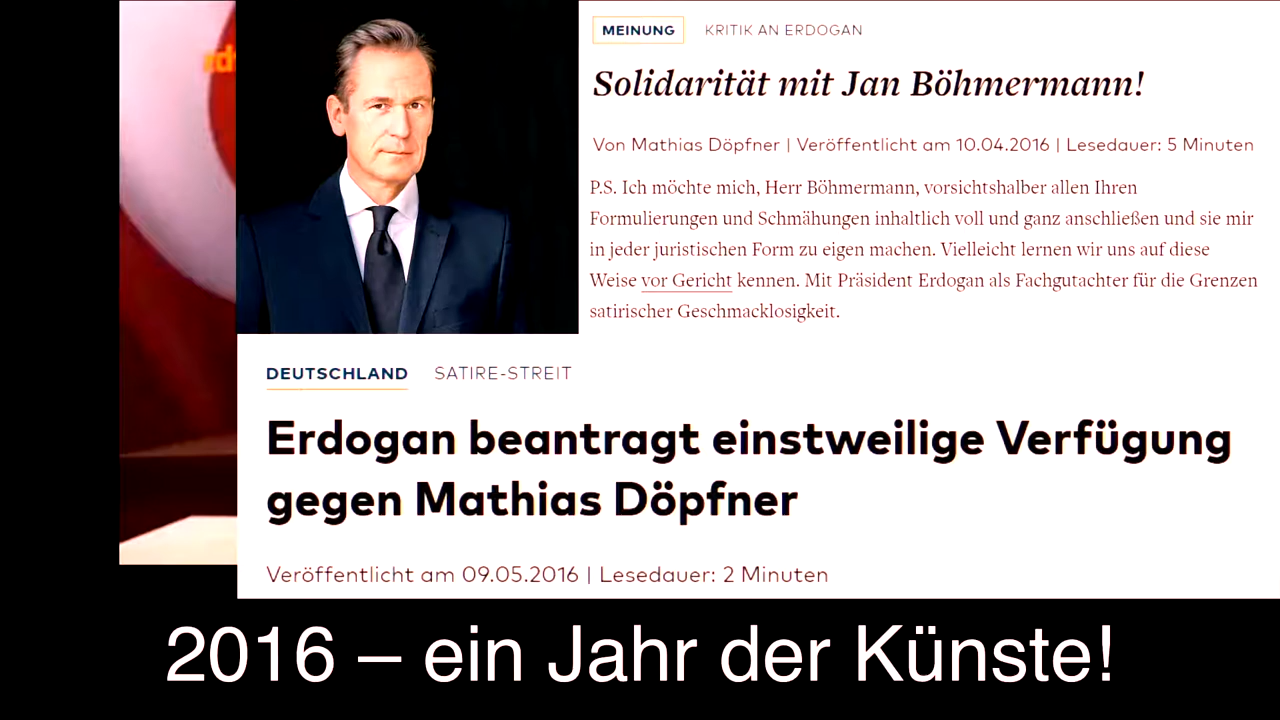 MEINUNG KRITIK AN ERDOGAN
Solidarität mit Jan Böhmermann!
Von Mathias Döpfner | Veröffentlicht am 10.04.2016 | Lesedauer: 5 Minuten
P.S. Ich möchte mich, Herr Böhmermann, vorsichtshalber allen Ihren
Formulierungen und Schmähungen inhaltlich voll und ganz anschließen und sie mir
in jeder juristischen Form zu eigen machen. Vielleicht lernen wir uns auf diese
Weise vor Gericht kennen. Mit Präsident Erdogan als Fachgutachter für die Grenzen
satirischer Geschmacklosigkeit.
DEUTSCHLAND SATIRE-STREIT
Erdogan beantragt einstweilige Verfügung
gegen Mathias Döpfner
Veröffentlicht am 09.05.2016 | Lesedauer: 2 Minuten
2016 – ein Jahr der Künste!